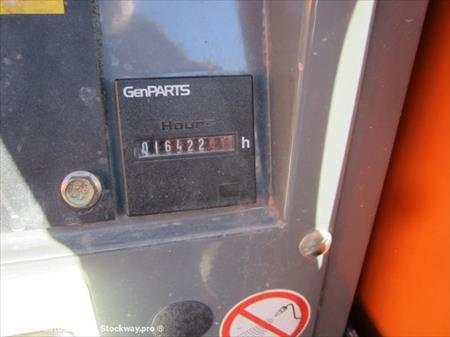 GenPARTS
Hours
016422
h
Stockway.pro ®